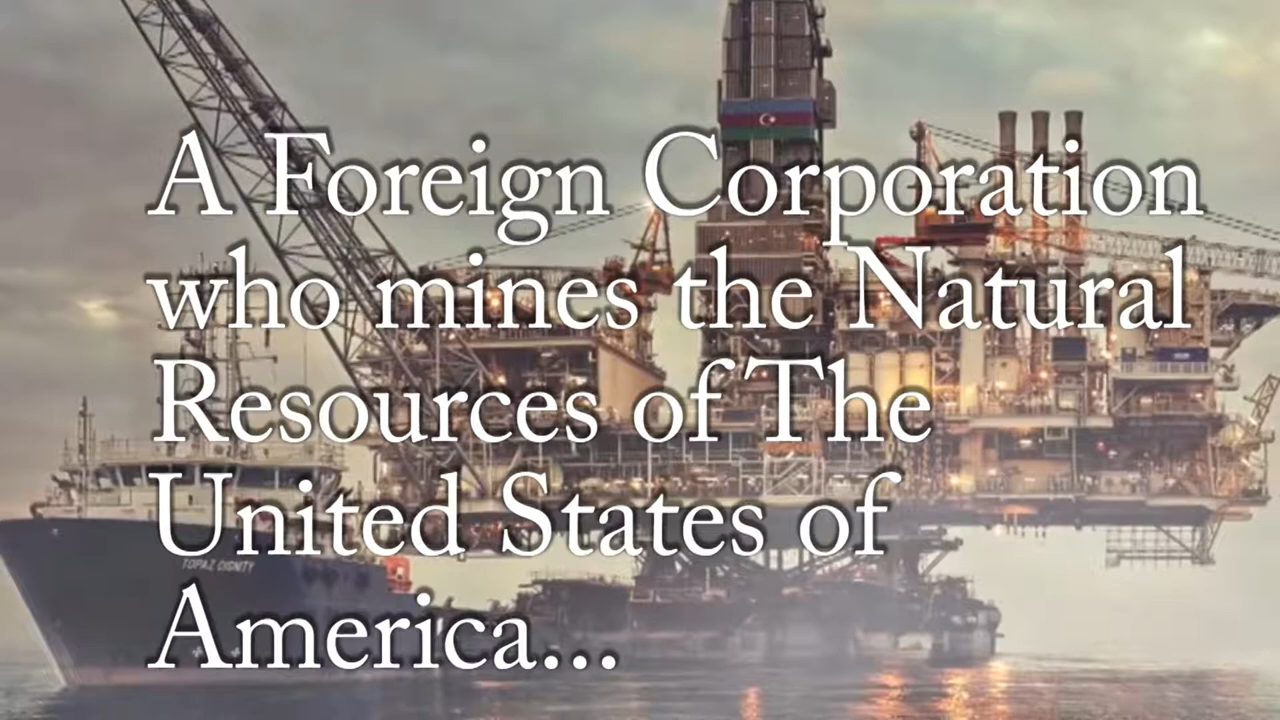 A Foreign Corporation
who mines the Natural
Resources of The
United States of
America...
TOPAZ DIGNITY